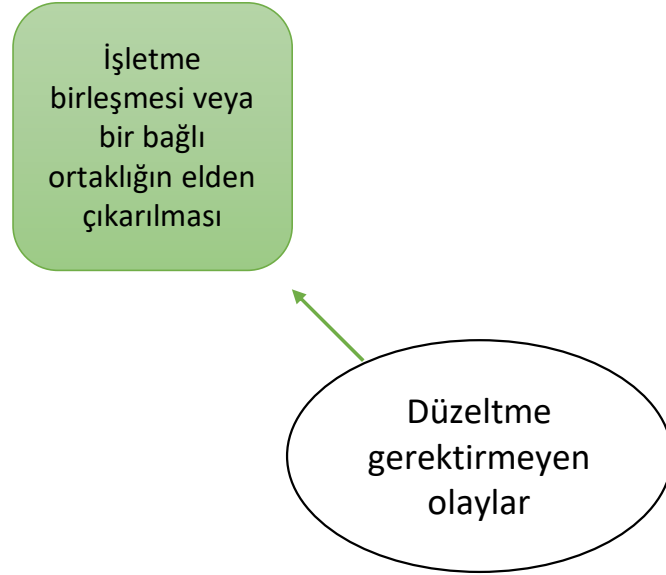 İşletme
birleşmesi veya
bir bağlı
ortaklığın elden
çıkarılması
Düzeltme
gerektirmeyen
olaylar